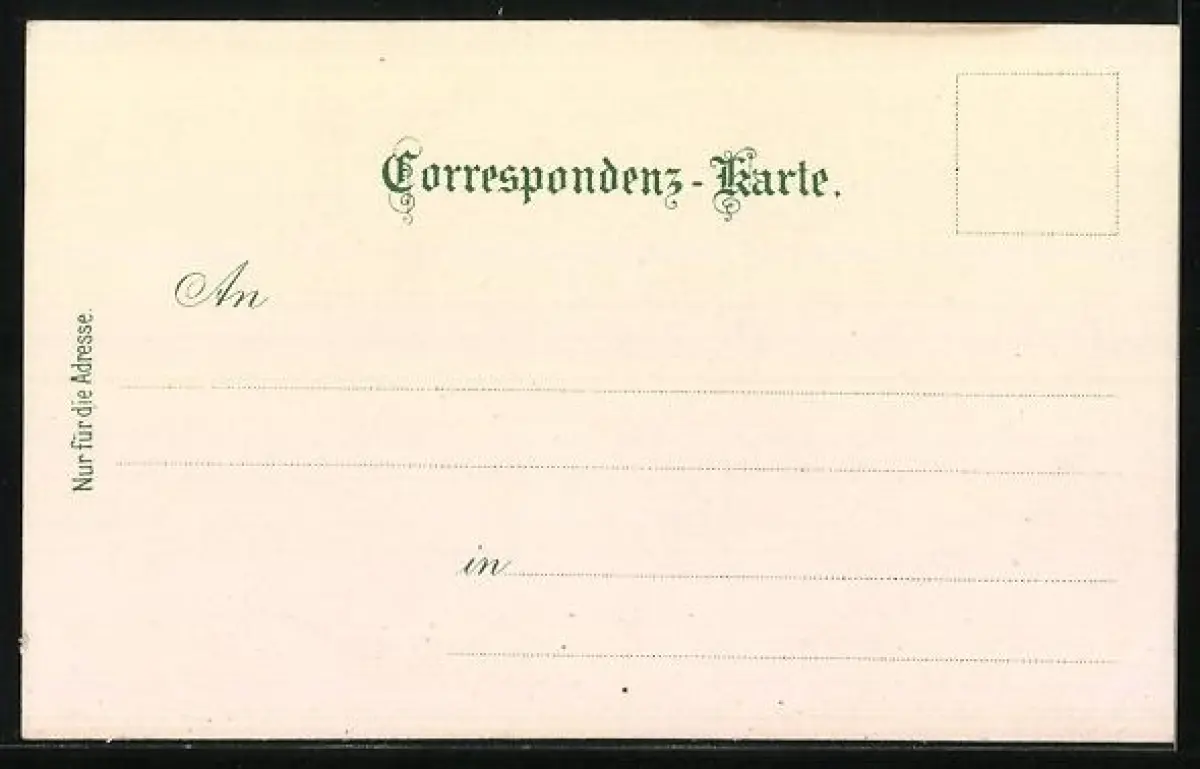 Correspondenz-Karte.
An
Nur für die Adresse.
in